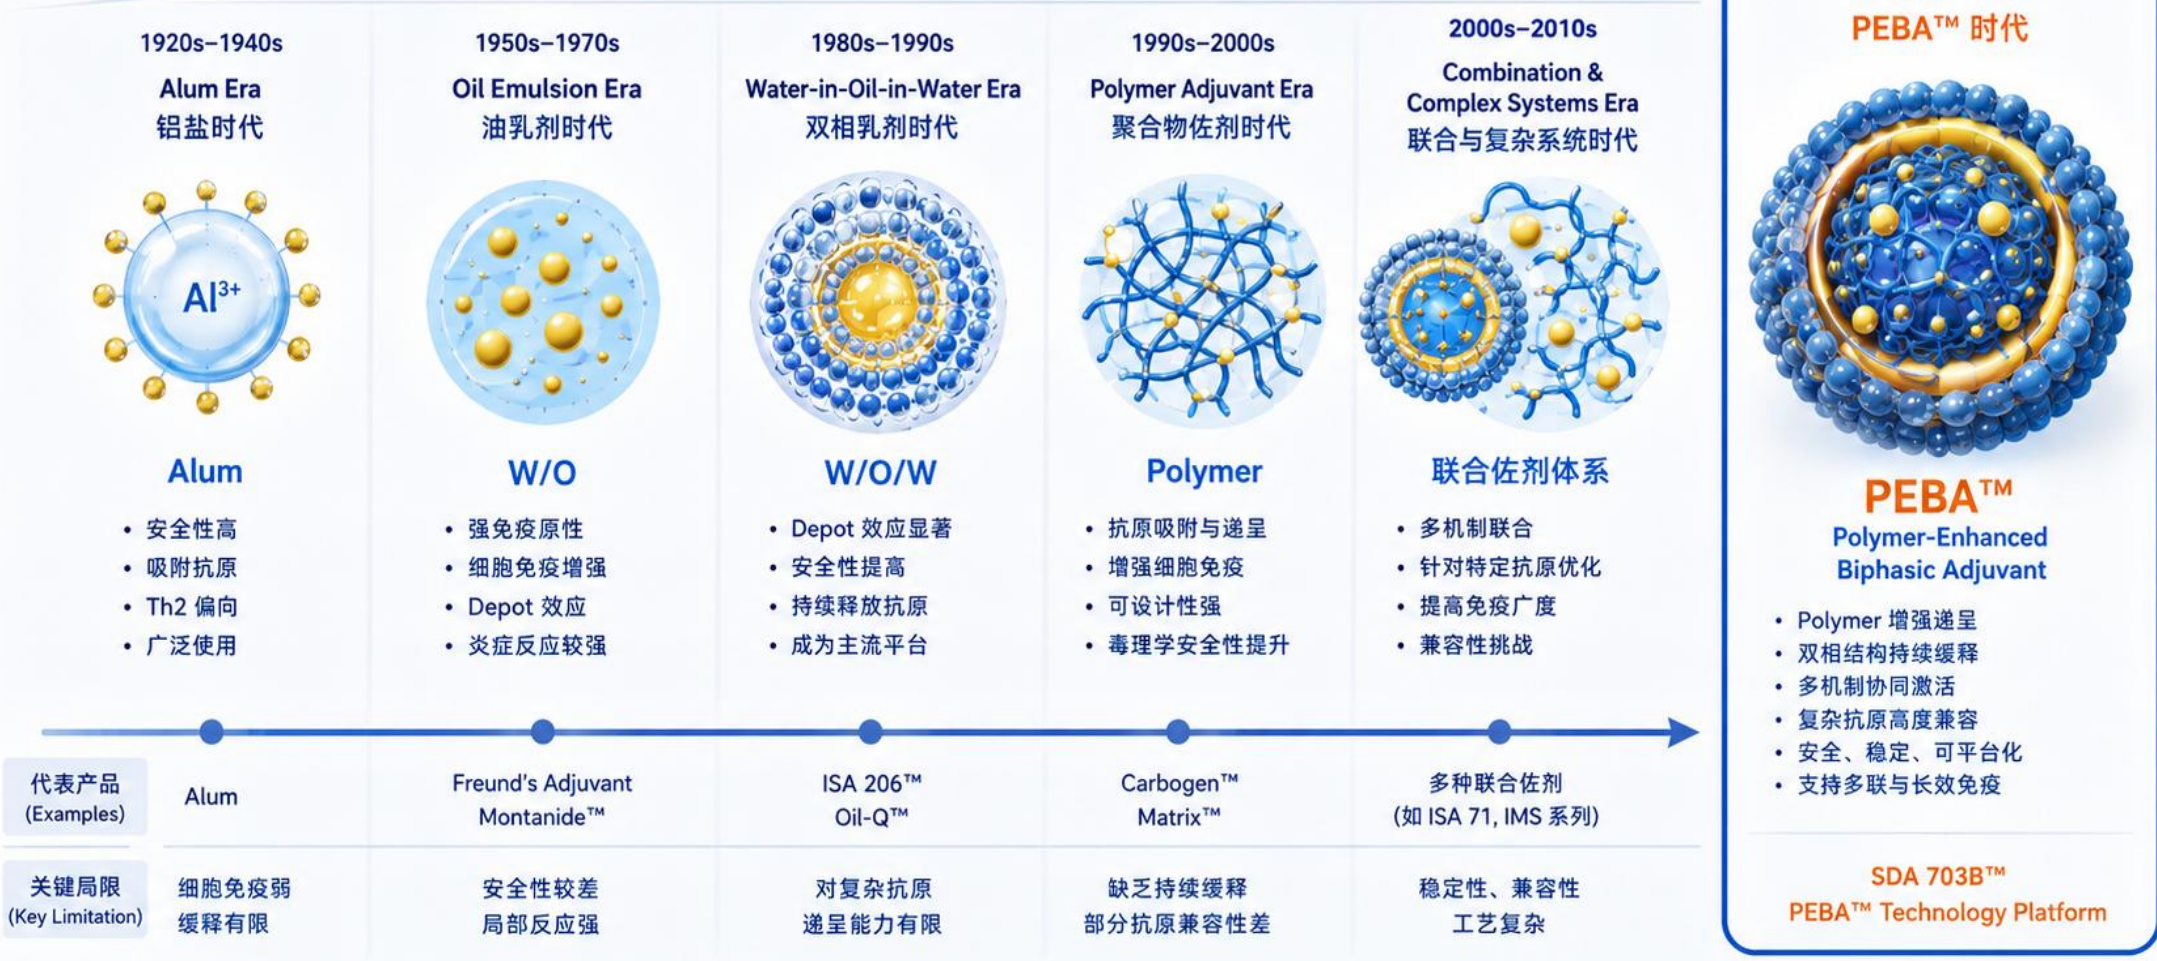 1920s–1940s
Alum Era
铝盐时代
Al³⁺
Alum
• 安全性高
• 吸附抗原
• Th2 偏向
• 广泛使用
1950s–1970s
Oil Emulsion Era
油乳剂时代
W/O
• 强免疫原性
• 细胞免疫增强
• Depot 效应
• 炎症反应较强
1980s–1990s
Water-in-Oil-in-Water Era
双相乳剂时代
W/O/W
• Depot 效应显著
• 安全性提高
• 持续释放抗原
• 成为主流平台
1990s–2000s
Polymer Adjuvant Era
聚合物佐剂时代
Polymer
• 抗原吸附与递呈
• 增强细胞免疫
• 可设计性强
• 毒理学安全性提升
2000s–2010s
Combination &
Complex Systems Era
联合与复杂系统时代
联合佐剂体系
• 多机制联合
• 针对特定抗原优化
• 提高免疫广度
• 兼容性挑战
代表产品
(Examples)
Alum
Freund's Adjuvant
Montanide™
ISA 206™
Oil-Q™
Carbogen™
Matrix™
多种联合佐剂
(如 ISA 71, IMS 系列)
关键局限
(Key Limitation)
细胞免疫弱
缓释有限
安全性较差
局部反应强
对复杂抗原
递呈能力有限
缺乏持续缓释
部分抗原兼容性差
稳定性、兼容性
工艺复杂
PEBA™ 时代
PEBA™
Polymer-Enhanced
Biphasic Adjuvant
• Polymer 增强递呈
• 双相结构持续缓释
• 多机制协同激活
• 复杂抗原高度兼容
• 安全、稳定、可平台化
• 支持多联与长效免疫
SDA 703B™
PEBA™ Technology Platform